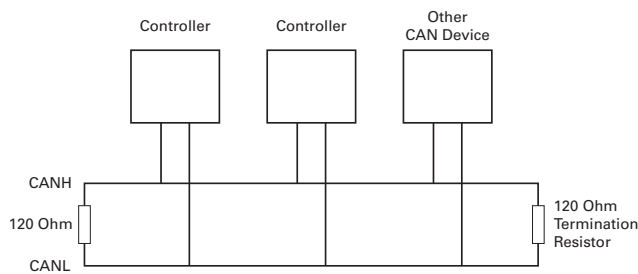 Controller
Controller
Other
CAN Device
CANH
120 Ohm
CANL
120 Ohm
Termination
Resistor